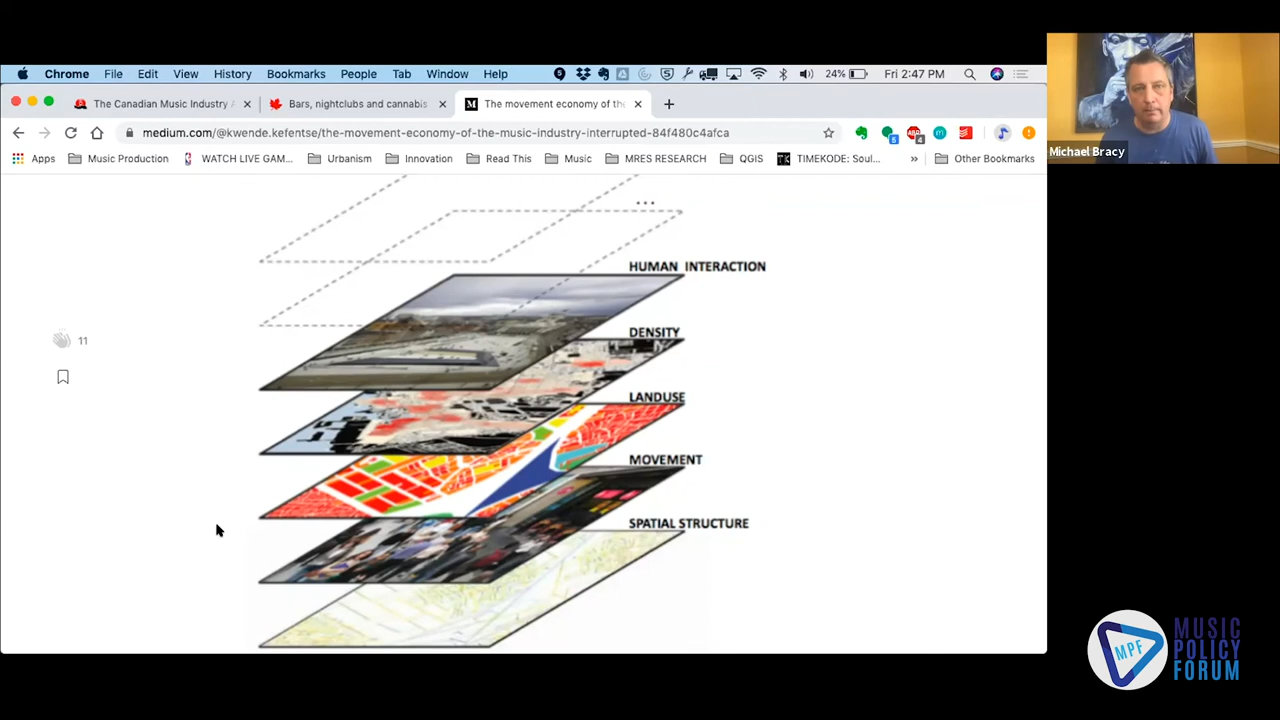 Chrome File Edit View History Bookmarks People Tab Window Help 24% Fri 2:47 PM
The Canadian Music Industry Bars, nightclubs and cannabis The movement economy of the
medium.com/@kwende.kefentse/the-movement-economy-of-the-music-industry-interrupted-84f480c4afca
Apps Music Production WATCH LIVE GAM... Urbanism Innovation Read This Music MRES RESEARCH QGIS TIMEKODE: Soul... » Other Bookmarks
...
HUMAN INTERACTION
DENSITY
11
LANDUSE
MOVEMENT
SPATIAL STRUCTURE
Michael Bracy
MPF
MUSIC
POLICY
FORUM